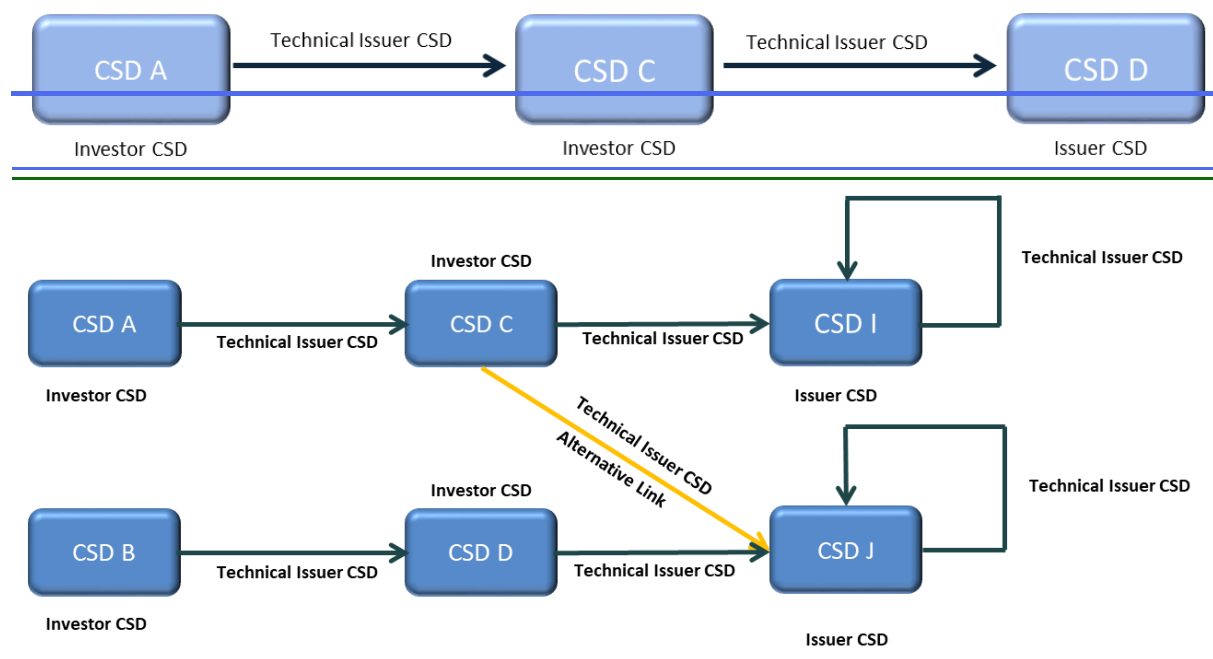 Technical Issuer CSD
Technical Issuer CSD
CSD A
CSD C
CSD D
Investor CSD
Investor CSD
Issuer CSD
Technical Issuer CSD
Investor CSD
CSD A
CSD C
CSD I
Technical Issuer CSD
Technical Issuer CSD
Investor CSD
Issuer CSD
Technical Issuer CSD
Alternative Link
Technical Issuer CSD
Investor CSD
CSD B
CSD D
CSD J
Technical Issuer CSD
Technical Issuer CSD
Investor CSD
Issuer CSD